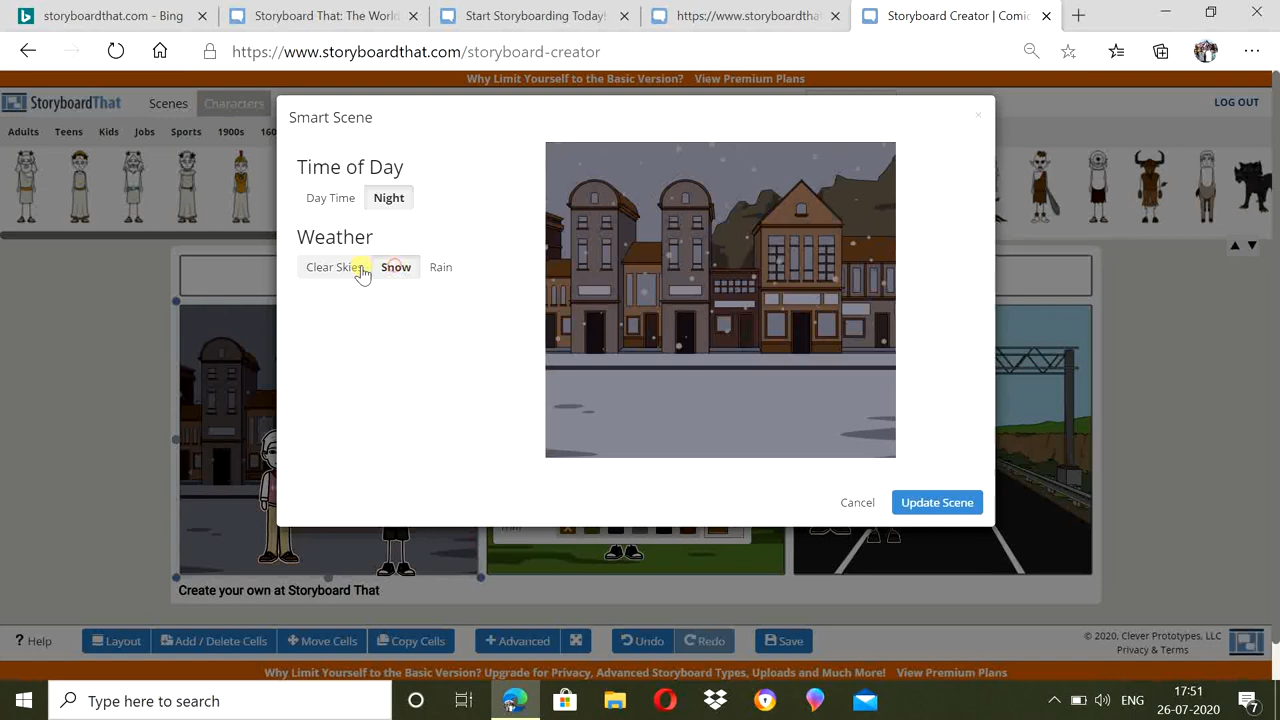 storyboardthat.com - Bing
Storyboard That: The World's
Start Storyboarding Today!
https://www.storyboardthat.com/
Storyboard Creator | Comic
https://www.storyboardthat.com/storyboard-creator
Why Limit Yourself to the Basic Version? View Premium Plans
StoryboardThat
Scenes
Characters
LOG OUT
Adults
Teens
Kids
Jobs
Sports
1900s
Smart Scene
×
Time of Day
Day Time
Night
Weather
Clear Skies
Snow
Rain
Cancel
Update Scene
Create your own at Storyboard That
? Help
Layout
Add / Delete Cells
Move Cells
Copy Cells
Advanced
Undo
Redo
Save
© 2020, Clever Prototypes, LLC
Privacy & Terms
Why Limit Yourself to the Basic Version? Upgrade for Privacy, Advanced Storyboard Types, Uploads and Much More! View Premium Plans
Type here to search
ENG
17:51
26-07-2020
7